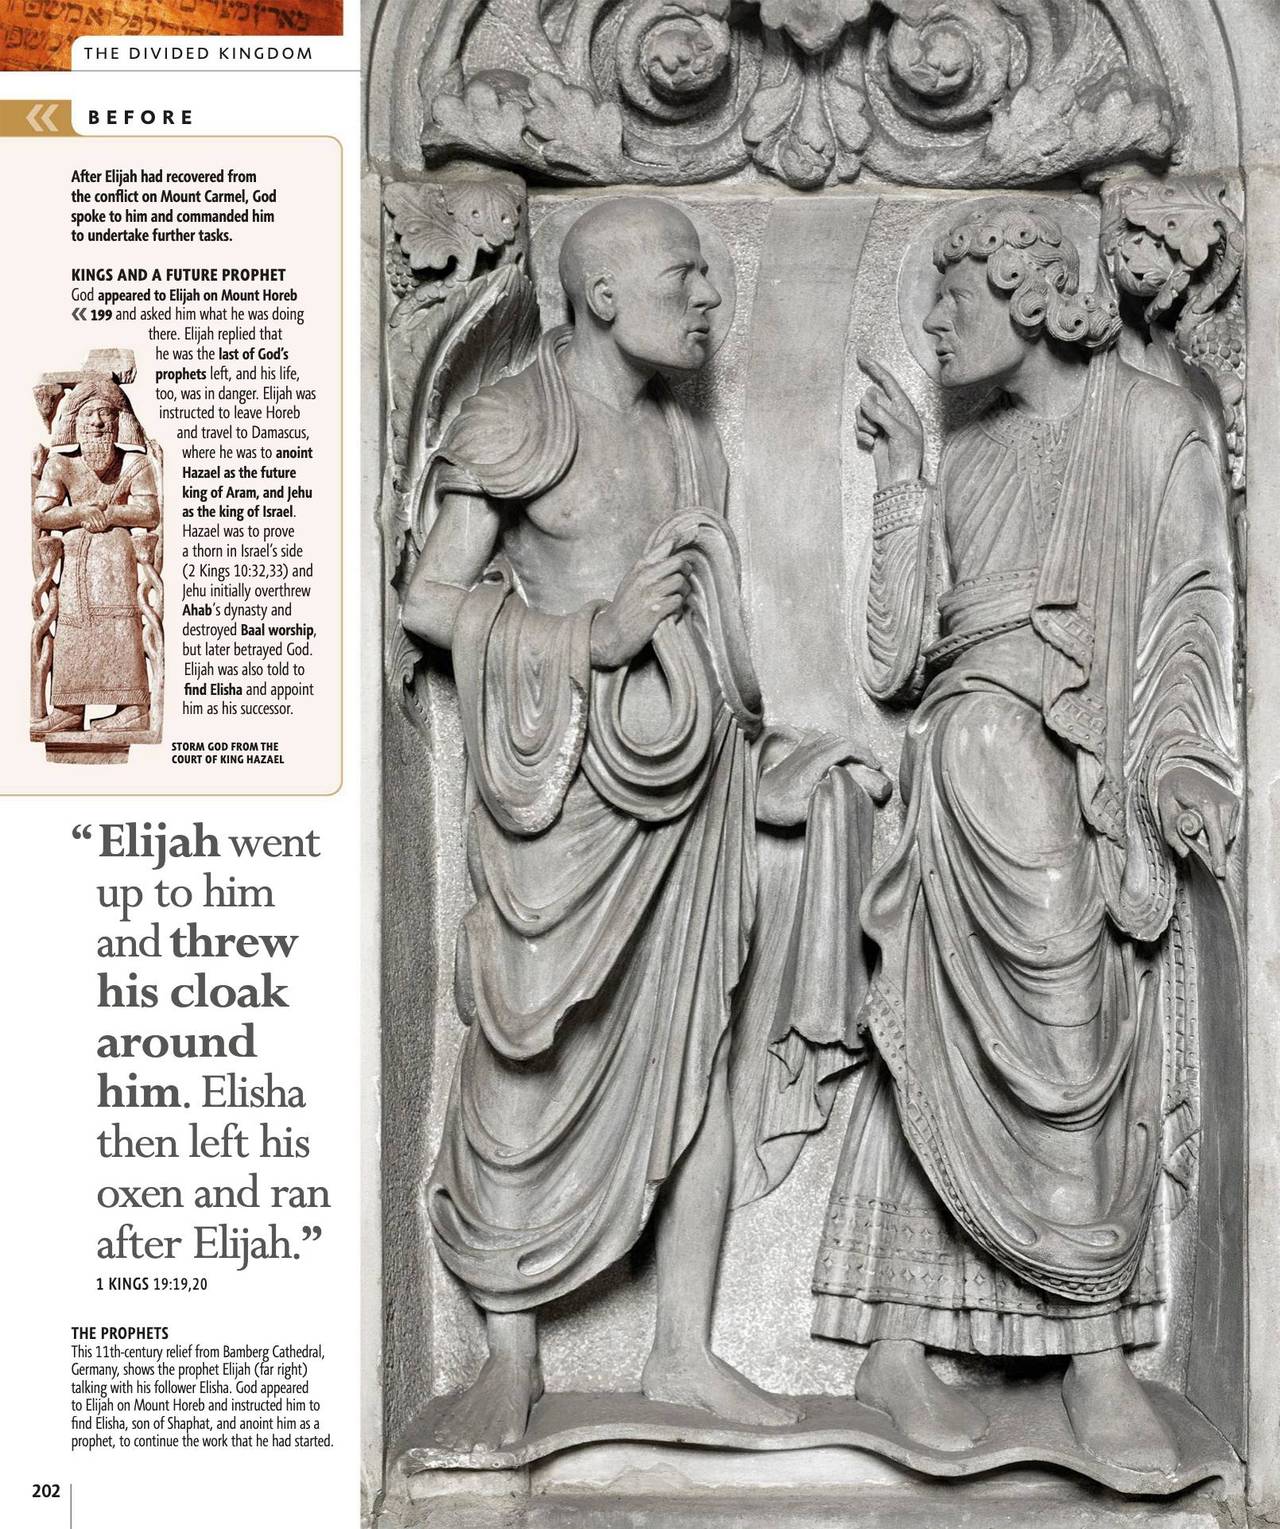 THE DIVIDED KINGDOM
BEFORE
After Elijah had recovered from
the conflict on Mount Carmel, God
spoke to him and commanded him
to undertake further tasks.
KINGS AND A FUTURE PROPHET
God appeared to Elijah on Mount Horeb
« 199 and asked him what he was doing
there. Elijah replied that
he was the last of God's
prophets left, and his life,
too, was in danger. Elijah was
instructed to leave Horeb
and travel to Damascus,
where he was to anoint
Hazael as the future
king of Aram, and Jehu
as the king of Israel.
Hazael was to prove
a thorn in Israel's side
(2 Kings 10:32,33) and
Jehu initially overthrew
Ahab's dynasty and
destroyed Baal worship,
but later betrayed God.
Elijah was also told to
find Elisha and appoint
him as his successor.
STORM GOD FROM THE
COURT OF KING HAZAEL
“Elijah went
up to him
and threw
his cloak
around
him. Elisha
then left his
oxen and ran
after Elijah.”
1 KINGS 19:19,20
THE PROPHETS
This 11th-century relief from Bamberg Cathedral,
Germany, shows the prophet Elijah (far right)
talking with his follower Elisha. God appeared
to Elijah on Mount Horeb and instructed him to
find Elisha, son of Shaphat, and anoint him as a
prophet, to continue the work that he had started.
202